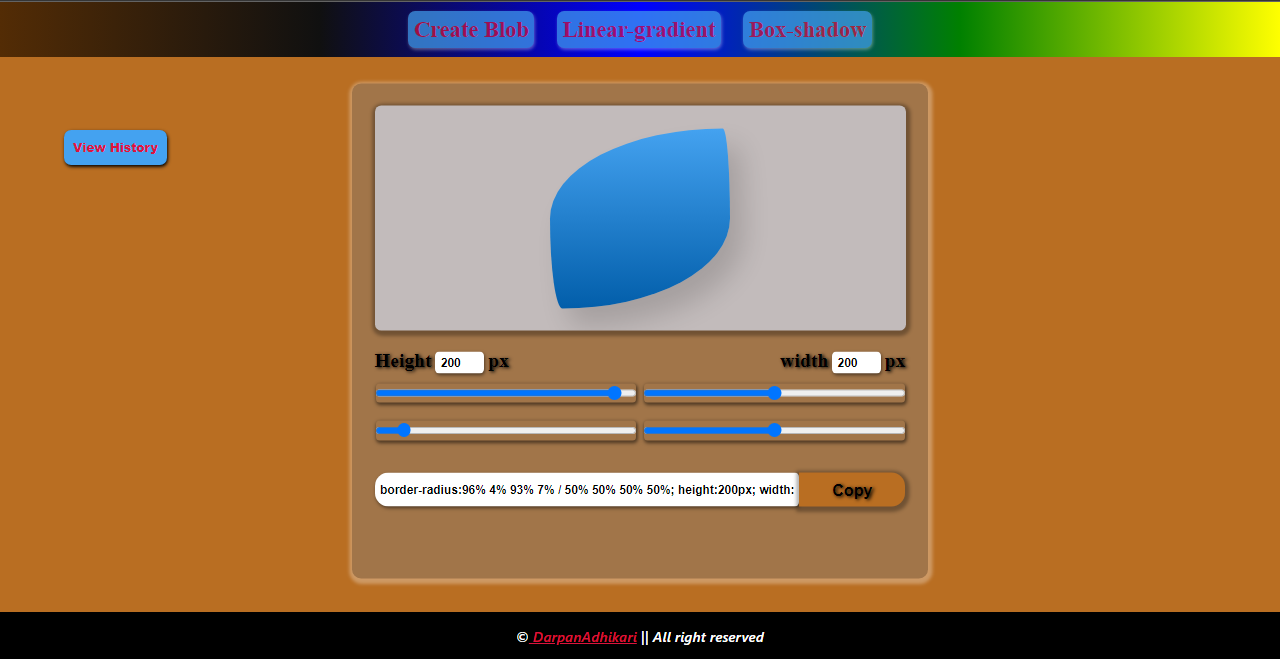 Create Blob Linear-gradient Box-shadow
View History
Height 200 px width 200 px
border-radius:96% 4% 93% 7% / 50% 50% 50% 50%; height:200px; width: Copy
© DarpanAdhikari || All right reserved